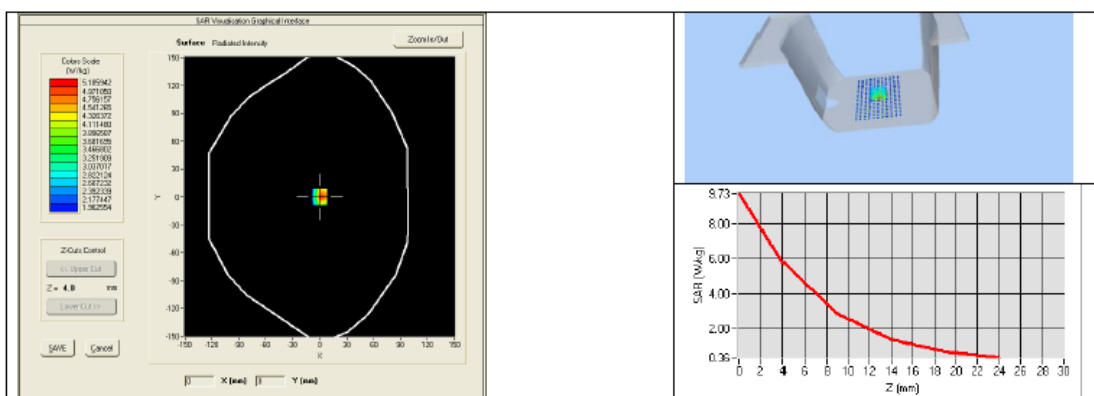 SAR Visualisation Graphical Interface
Surface Radiated Intensity
Zoom In/Out
Colors Scale
(W/kg)
5.185942
4.971050
4.756157
4.541265
4.326372
4.111480
3.896587
3.681695
3.466802
3.251909
3.037017
2.822124
2.607232
2.392339
2.177447
1.962554
150
120
90
60
30
0
-30
-60
-90
-120
-150
Y
-150 -120 -90 -60 -30 0 30 60 90 120 150
X
Z-Cuts Control
<< Upper Cut
Z = 4.0 mm
Lower Cut >>
SAVE Cancel
0 X (mm) 0 Y (mm)
9.73
8.00
6.00
4.00
2.00
0.36
SAR (W/kg)
0 2 4 6 8 10 12 14 16 18 20 22 24 26 28 30
Z (mm)